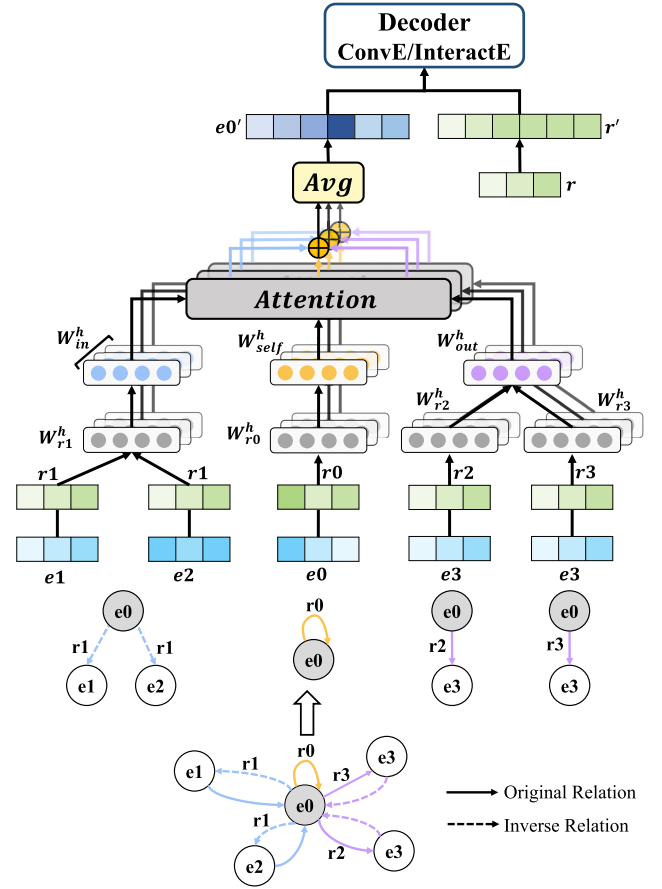 Decoder
ConvE/InteractE
e0′
r′
Avg
r
Attention
W^h_in
W^h_self
W^h_out
W^h_r1
W^h_r0
W^h_r2
W^h_r3
r1
r1
r0
r2
r3
e1
e2
e0
e3
e3
e0
r0
e0
e0
r1
r1
r2
r3
e0
e1
e2
e3
e3
r0
e1
r1
r3
e3
e0
r1
r2
e2
e3
Original Relation
Inverse Relation